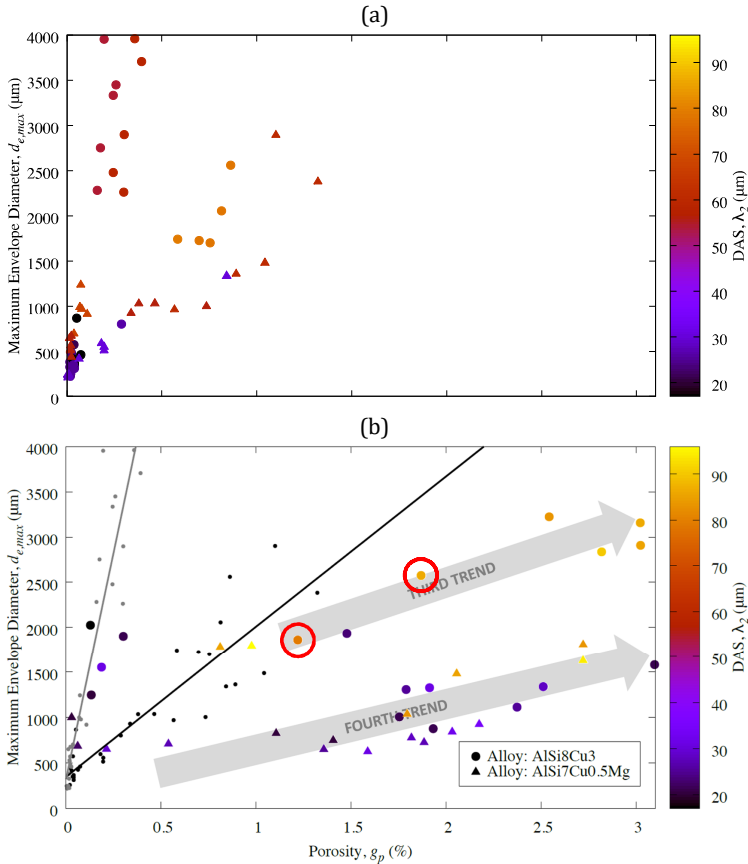 (a)
4000
3500
3000
2500
2000
1500
1000
500
0
Maximum Envelope Diameter, d_e,max (μm)
90
80
70
60
50
40
30
20
DAS, λ2 (μm)
(b)
4000
3500
3000
2500
2000
1500
1000
500
0
Maximum Envelope Diameter, d_e,max (μm)
THIRD TREND
FOURTH TREND
Alloy: AlSi8Cu3
Alloy: AlSi7Cu0.5Mg
0 0.5 1 1.5 2 2.5 3
Porosity, g_p (%)
90
80
70
60
50
40
30
20
DAS, λ2 (μm)